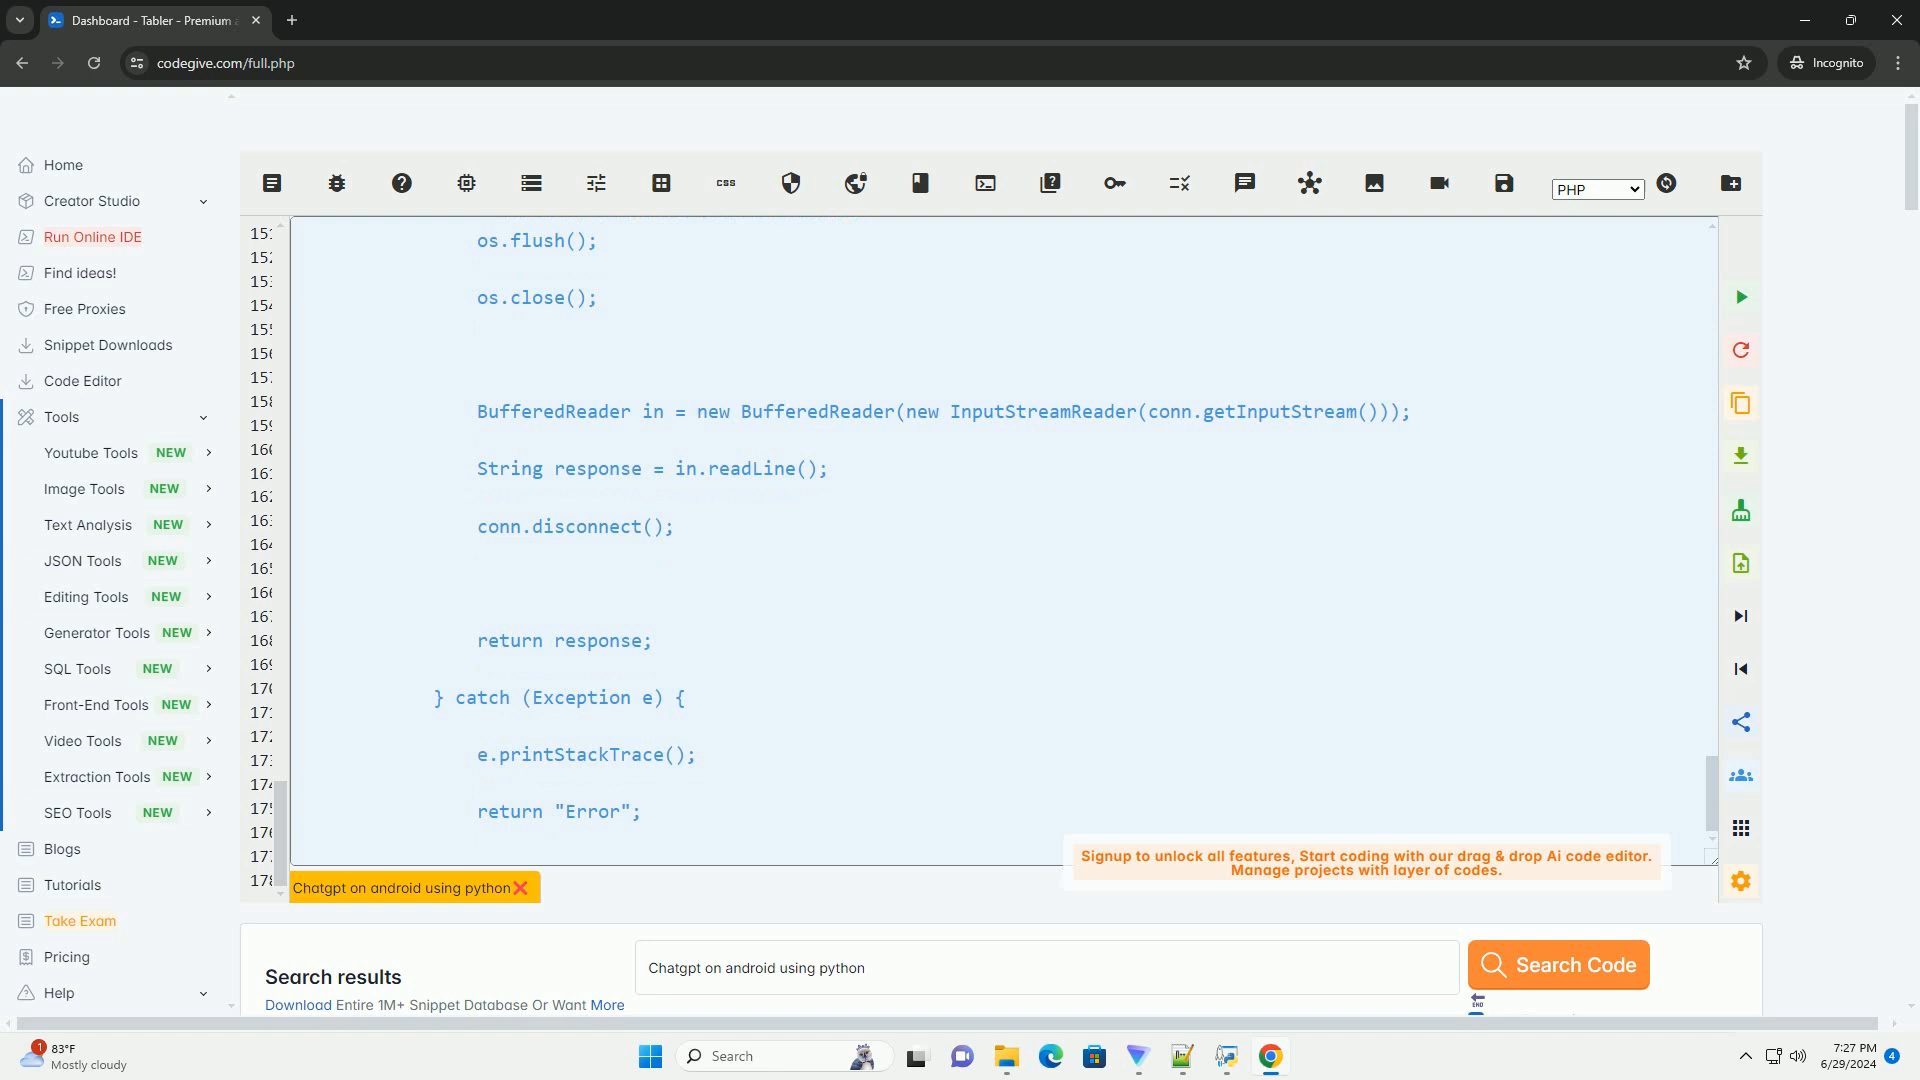 Dashboard - Tabler - Premium
codegive.com/full.php
Incognito
Home
Creator Studio
Run Online IDE
Find ideas!
Free Proxies
Snippet Downloads
Code Editor
Tools
Youtube Tools NEW
Image Tools NEW
Text Analysis NEW
JSON Tools NEW
Editing Tools NEW
Generator Tools NEW
SQL Tools NEW
Front-End Tools NEW
Video Tools NEW
Extraction Tools NEW
SEO Tools NEW
Blogs
Tutorials
Take Exam
Pricing
Help
css
PHP
os.flush();
os.close();
BufferedReader in = new BufferedReader(new InputStreamReader(conn.getInputStream()));
String response = in.readLine();
conn.disconnect();
return response;
} catch (Exception e) {
e.printStackTrace();
return "Error";
Signup to unlock all features, Start coding with our drag & drop Ai code editor.
Manage projects with layer of codes.
Chatgpt on android using python
Search results
Download Entire 1M+ Snippet Database Or Want More
Chatgpt on android using python
Search Code
END
1
83°F
Mostly cloudy
Search
7:27 PM
6/29/2024
4